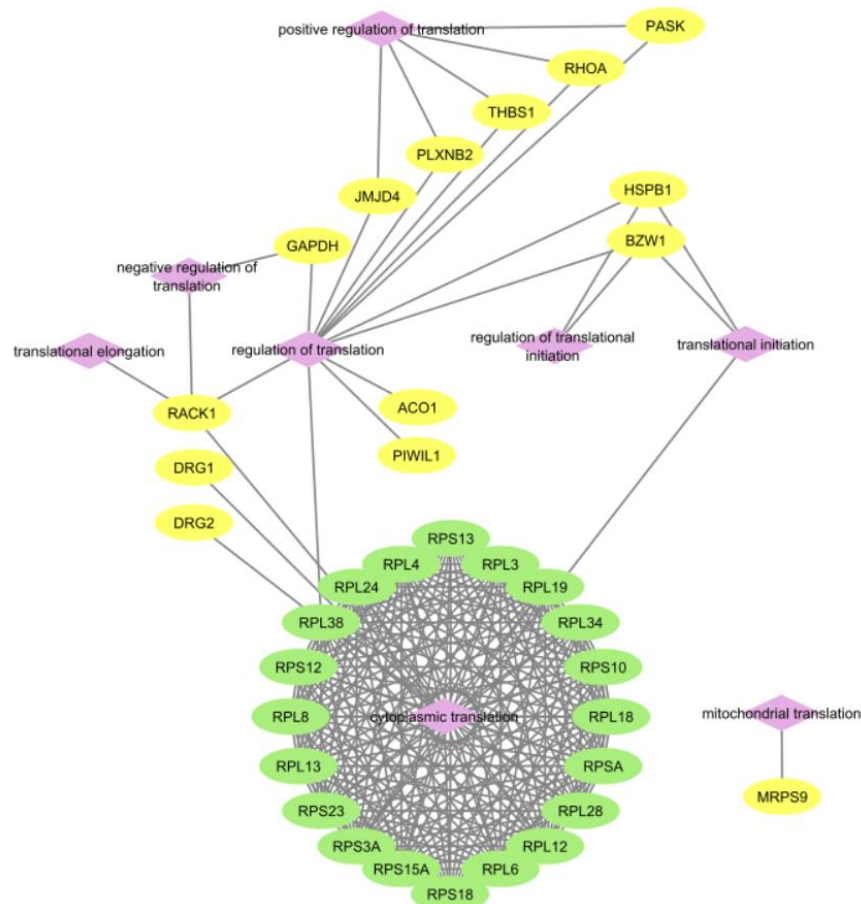 positive regulation of translation
PASK
RHOA
THBS1
PLXNB2
JMJD4
HSPB1
BZW1
GAPDH
negative regulation of
translation
translational elongation
regulation of translation
regulation of translational
initiation
translational initiation
RACK1
ACO1
DRG1
PIWIL1
DRG2
RPS13
RPL4
RPL3
RPL24
RPL19
RPL38
RPL34
RPS12
RPS10
RPL8
cytoplasmic translation
RPL18
mitochondrial translation
RPL13
RPSA
MRPS9
RPS23
RPL28
RPS3A
RPL12
RPS15A
RPL6
RPS18